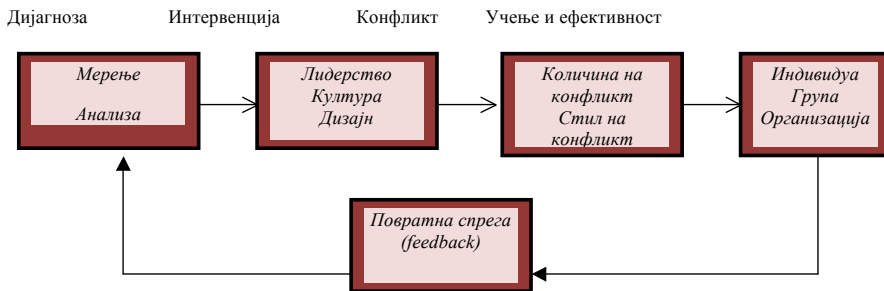 Дијагноза Интервенција Конфликт Учење и ефективност
Мерење
Анализа
Лидерство
Култура
Дизајн
Количина на
конфликт
Стил на
конфликт
Индивидуа
Група
Организација
Повратна спрега
(feedback)